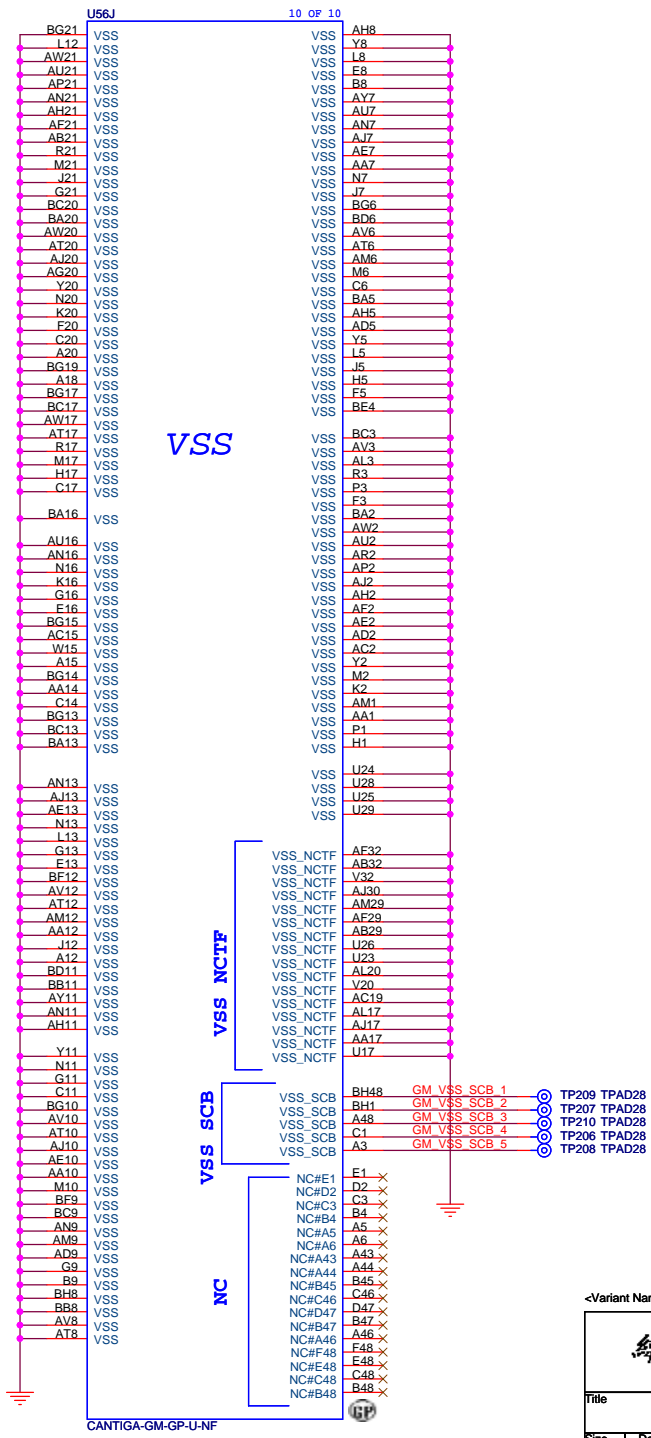 U56J 10 OF 10
BG21 VSS VSS AH8
L12 VSS VSS Y8
AW21 VSS VSS L8
AU21 VSS VSS E8
AP21 VSS VSS B8
AN21 VSS VSS AY7
AH21 VSS VSS AU7
AF21 VSS VSS AN7
AB21 VSS VSS AJ7
R21 VSS VSS AE7
M21 VSS VSS AA7
J21 VSS VSS N7
G21 VSS VSS J7
BC20 VSS VSS BG6
BA20 VSS VSS BD6
AW20 VSS VSS AV6
AT20 VSS VSS AT6
AJ20 VSS VSS AM6
AG20 VSS VSS M6
Y20 VSS VSS C6
N20 VSS VSS BA5
K20 VSS VSS AH5
F20 VSS VSS AD5
C20 VSS VSS Y5
A20 VSS VSS L5
BG19 VSS VSS J5
A18 VSS VSS H5
BG17 VSS VSS F5
BC17 VSS VSS BE4
AW17 VSS
AT17 VSS VSS BC3
VSS
R17 VSS VSS AV3
M17 VSS VSS AL3
H17 VSS VSS R3
C17 VSS VSS P3
VSS F3
BA16 VSS VSS BA2
VSS AW2
AU16 VSS VSS AU2
AN16 VSS VSS AR2
N16 VSS VSS AP2
K16 VSS VSS AJ2
G16 VSS VSS AH2
E16 VSS VSS AF2
BG15 VSS VSS AE2
AC15 VSS VSS AD2
W15 VSS VSS AC2
A15 VSS VSS Y2
BG14 VSS VSS M2
AA14 VSS VSS K2
C14 VSS VSS AM1
BG13 VSS VSS AA1
BC13 VSS VSS P1
BA13 VSS VSS H1
VSS U24
AN13 VSS VSS U28
AJ13 VSS VSS U25
AE13 VSS VSS U29
N13 VSS
L13 VSS
G13 VSS VSS_NCTF AF32
E13 VSS VSS_NCTF AB32
BF12 VSS VSS_NCTF V32
AV12 VSS VSS_NCTF AJ30
AT12 VSS VSS_NCTF AM29
AM12 VSS VSS_NCTF AF29
AA12 VSS VSS_NCTF AB29
J12 VSS VSS_NCTF U26
A12 VSS VSS_NCTF U23
BD11 VSS VSS_NCTF AL20
BB11 VSS VSS_NCTF V20
AY11 VSS VSS_NCTF AC19
AN11 VSS VSS_NCTF AL17
AH11 VSS VSS_NCTF AJ17
VSS_NCTF AA17
Y11 VSS VSS_NCTF U17
VSS NCTF
N11 VSS
G11 VSS
C11 VSS VSS_SCB BH48 GM_VSS_SCB_1 TP209 TPAD28
BG10 VSS VSS_SCB BH1 GM_VSS_SCB_2 TP207 TPAD28
AV10 VSS VSS_SCB A48 GM_VSS_SCB_3 TP210 TPAD28
AT10 VSS VSS_SCB C1 GM_VSS_SCB_4 TP206 TPAD28
AJ10 VSS VSS_SCB A3 GM_VSS_SCB_5 TP208 TPAD28
VSS SCB
AE10 VSS
AA10 VSS NC#E1 E1
M10 VSS NC#D2 D2
BF9 VSS NC#C3 C3
BC9 VSS NC#B4 B4
AN9 VSS NC#A5 A5
AM9 VSS NC#A6 A6
AD9 VSS NC#A43 A43
G9 VSS NC#A44 A44
B9 VSS NC#B45 B45
BH8 VSS NC#C46 C46
BB8 VSS NC#D47 D47
AV8 VSS NC#B47 B47
AT8 VSS NC#A46 A46
NC#F48 F48
NC#E48 E48
NC#C48 C48
NC#B48 B48
NC
GP
CANTIGA-GM-GP-U-NF
<Variant Nam
Title